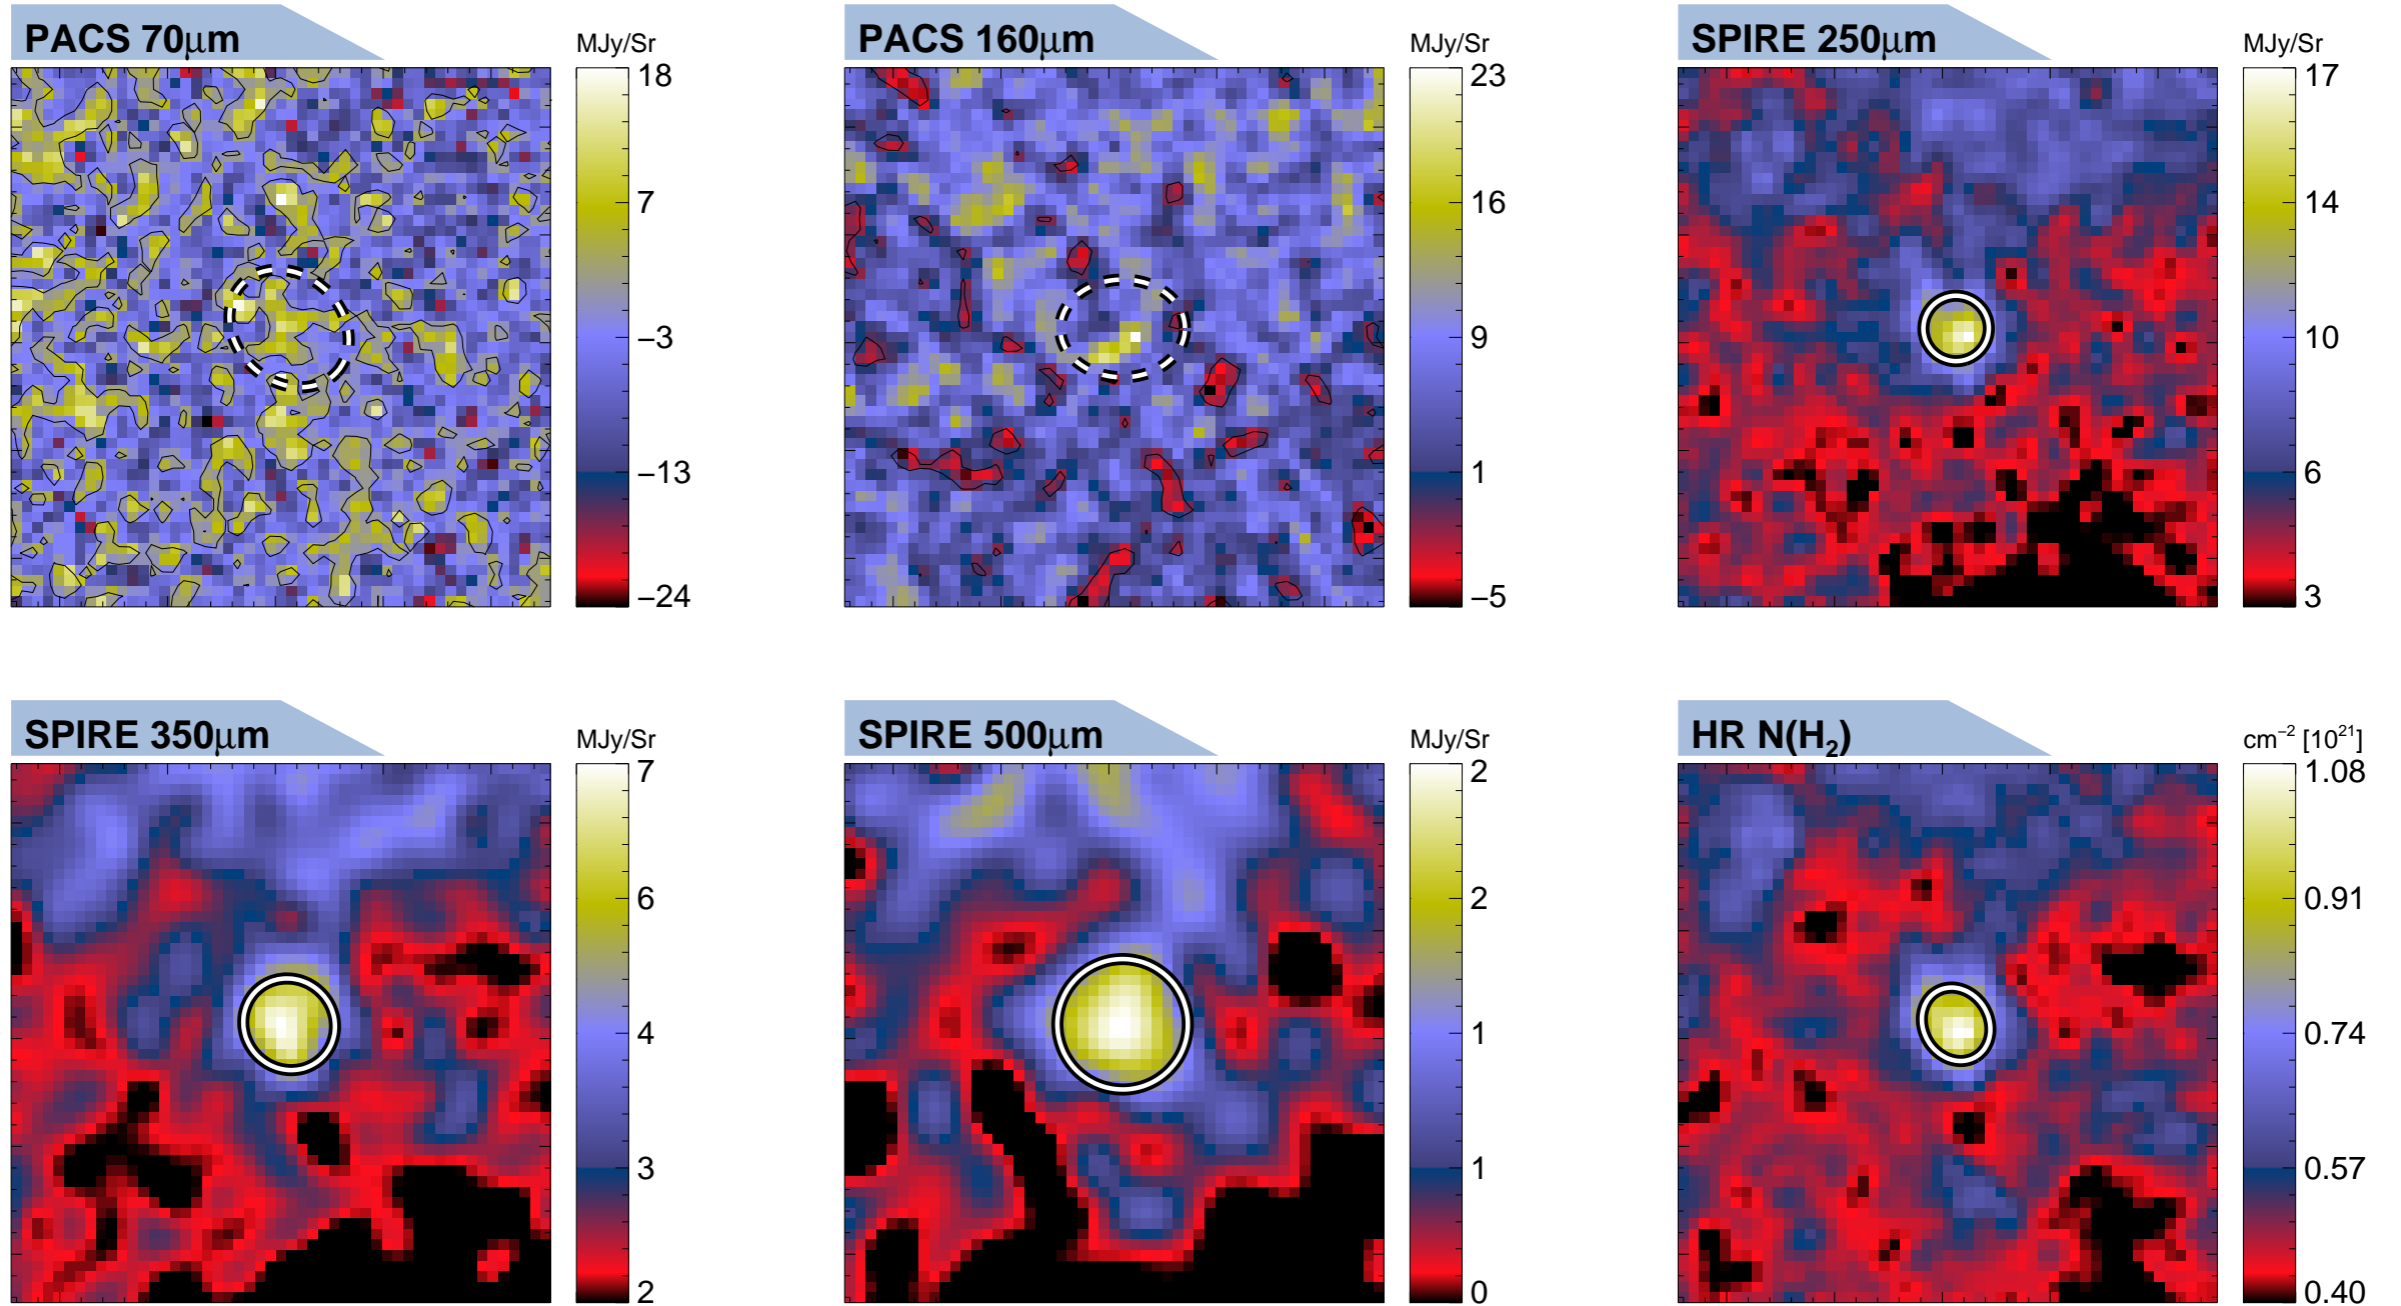 PACS 70μm
MJy/Sr
18
7
−3
−13
−24
PACS 160μm
MJy/Sr
23
16
9
1
−5
SPIRE 250μm
MJy/Sr
17
14
10
6
3
SPIRE 350μm
MJy/Sr
7
6
4
3
2
SPIRE 500μm
MJy/Sr
2
2
1
1
0
HR N(H₂)
cm⁻² [10²¹]
1.08
0.91
0.74
0.57
0.40